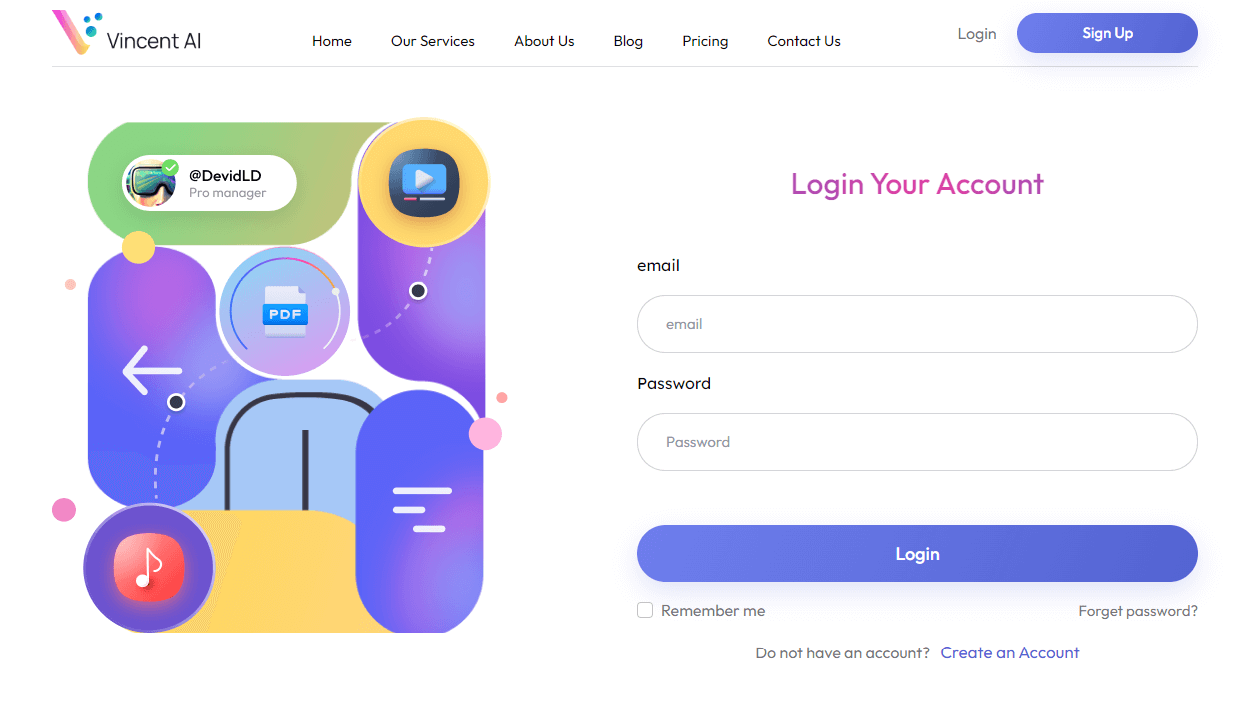 Vincent AI
Home Our Services About Us Blog Pricing Contact Us
Login Sign Up
@DevidLD
Pro manager
PDF
Login Your Account
email
email
Password
Password
Login
Remember me Forget password?
Do not have an account? Create an Account